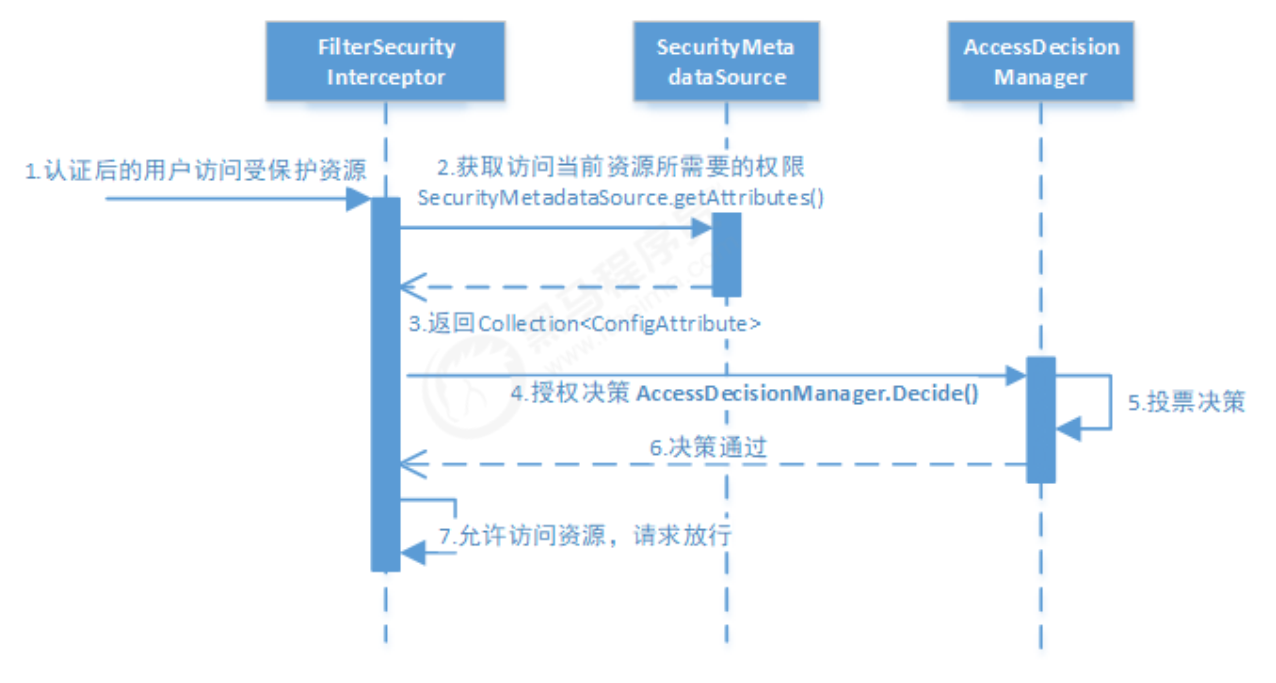 FilterSecurity
Interceptor
SecurityMeta
dataSource
AccessDecision
Manager
1.认证后的用户访问受保护资源
2.获取访问当前资源所需要的权限
SecurityMetadataSource.getAttributes()
3.返回Collection<ConfigAttribute>
4.授权决策 AccessDecisionManager.Decide()
5.投票决策
6.决策通过
7.允许访问资源，请求放行